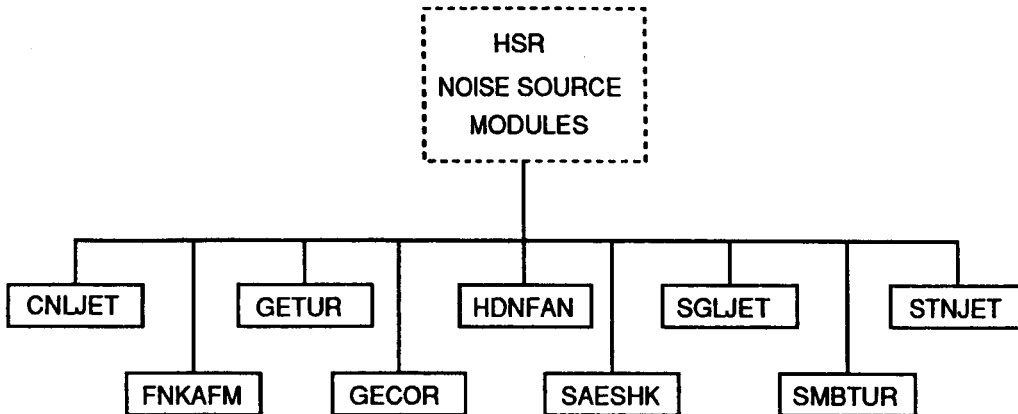 HSR
NOISE SOURCE
MODULES
CNLJET
GETUR
HDNFAN
SGLJET
STNJET
FNKAFM
GECOR
SAESHK
SMBTUR